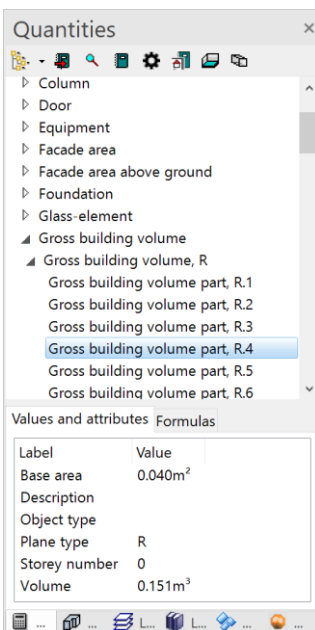 Quantities
Column
Door
Equipment
Facade area
Facade area above ground
Foundation
Glass-element
Gross building volume
Gross building volume, R
Gross building volume part, R.1
Gross building volume part, R.2
Gross building volume part, R.3
Gross building volume part, R.4
Gross building volume part, R.5
Gross building volume part, R.6
Values and attributes Formulas
Label Value
Base area 0.040m²
Description
Object type
Plane type R
Storey number 0
Volume 0.151m³
... ... L... L... ... ...